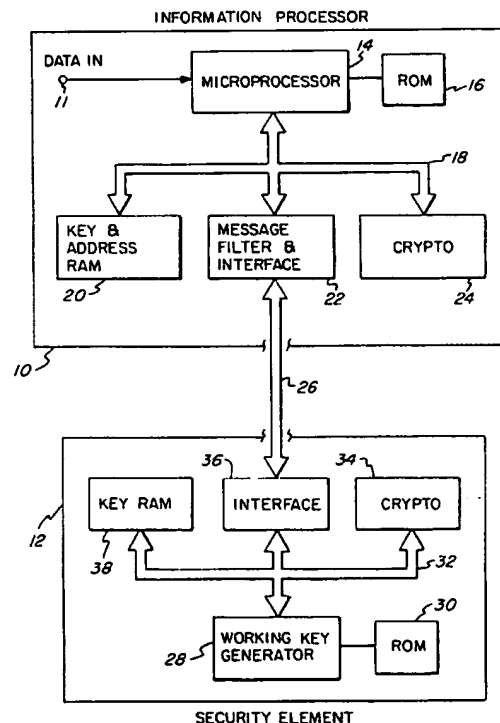 INFORMATION PROCESSOR
DATA IN
11
MICROPROCESSOR
14
ROM
16
18
KEY &
ADDRESS
RAM
20
MESSAGE
FILTER &
INTERFACE
22
CRYPTO
24
10
26
12
KEY RAM
38
36
INTERFACE
34
CRYPTO
32
28
WORKING KEY
GENERATOR
30
ROM
SECURITY ELEMENT